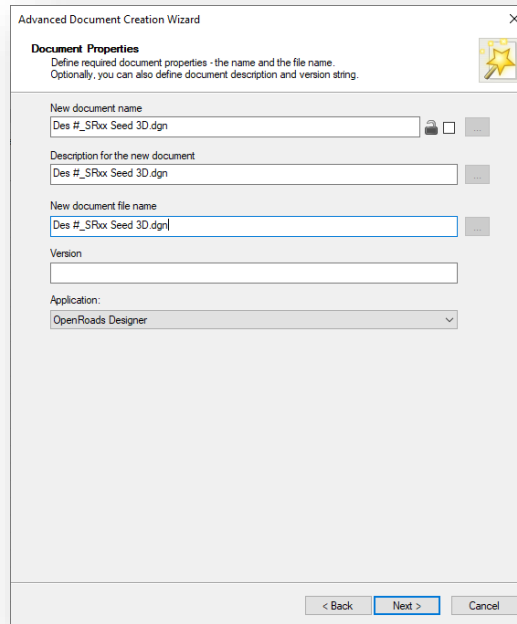 Advanced Document Creation Wizard
Document Properties
Define required document properties - the name and the file name.
Optionally, you can also define document description and version string.
New document name
Des #_SRxx Seed 3D.dgn
...
Description for the new document
Des #_SRxx Seed 3D.dgn
...
New document file name
Des #_SRxx Seed 3D.dgn
...
Version
Application:
OpenRoads Designer
< Back
Next >
Cancel